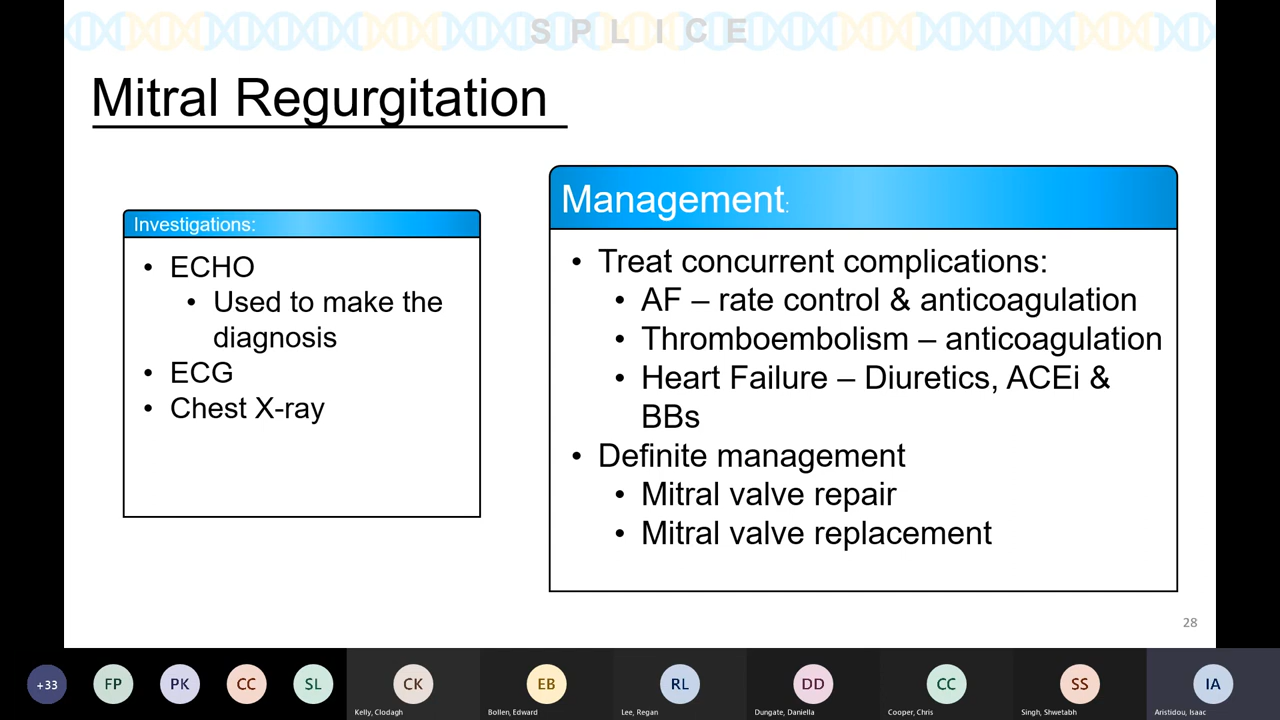 S P L I C E
Mitral Regurgitation
Investigations:
• ECHO
• Used to make the
diagnosis
• ECG
• Chest X-ray
Management:
• Treat concurrent complications:
• AF – rate control & anticoagulation
• Thromboembolism – anticoagulation
• Heart Failure – Diuretics, ACEi &
BBs
• Definite management
• Mitral valve repair
• Mitral valve replacement
28
+33
FP
PK
CC
SL
CK
Kelly, Clodagh
EB
Bollen, Edward
RL
Lee, Regan
DD
Dungate, Daniella
CC
Cooper, Chris
SS
Singh, Shwetabh
IA
Aristidou, Isaac